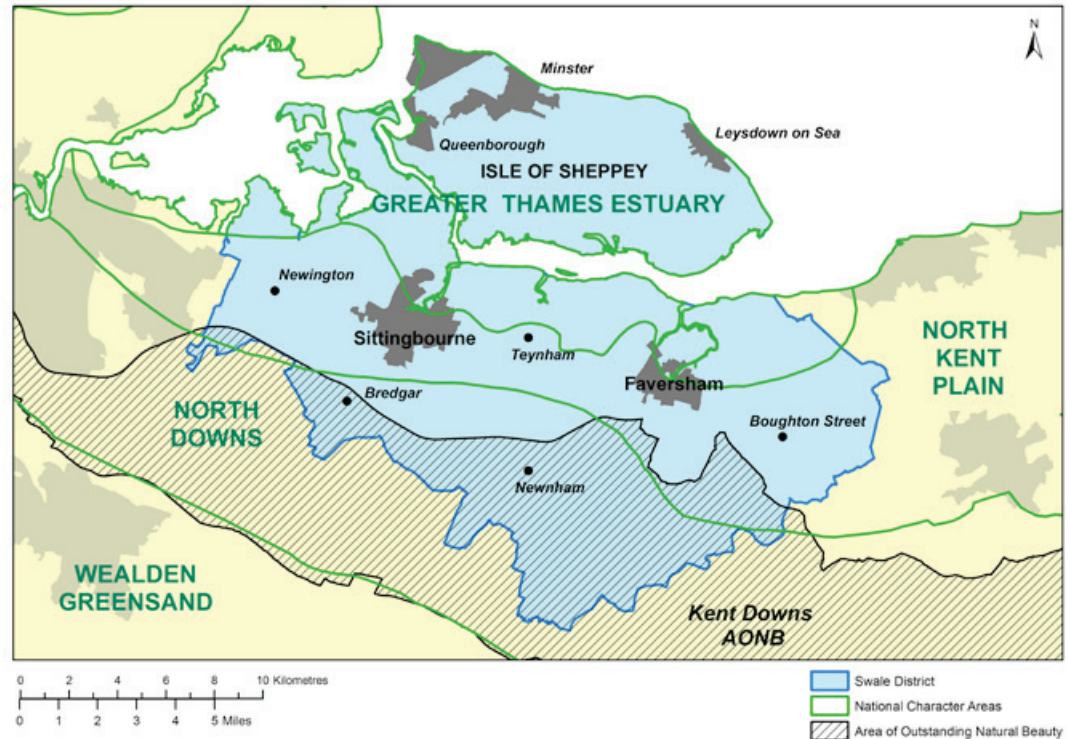 N
Minster
Leysdown on Sea
Queenborough
ISLE OF SHEPPEY
GREATER THAMES ESTUARY
Newington
Sittingbourne
Teynham
NORTH
KENT
PLAIN
Faversham
Bredgar
NORTH
DOWNS
Boughton Street
Newnham
WEALDEN
GREENSAND
Kent Downs
AONB
0 2 4 6 8 10 Kilometres
0 1 2 3 4 5 Miles
Swale District
National Character Areas
Area of Outstanding Natural Beauty